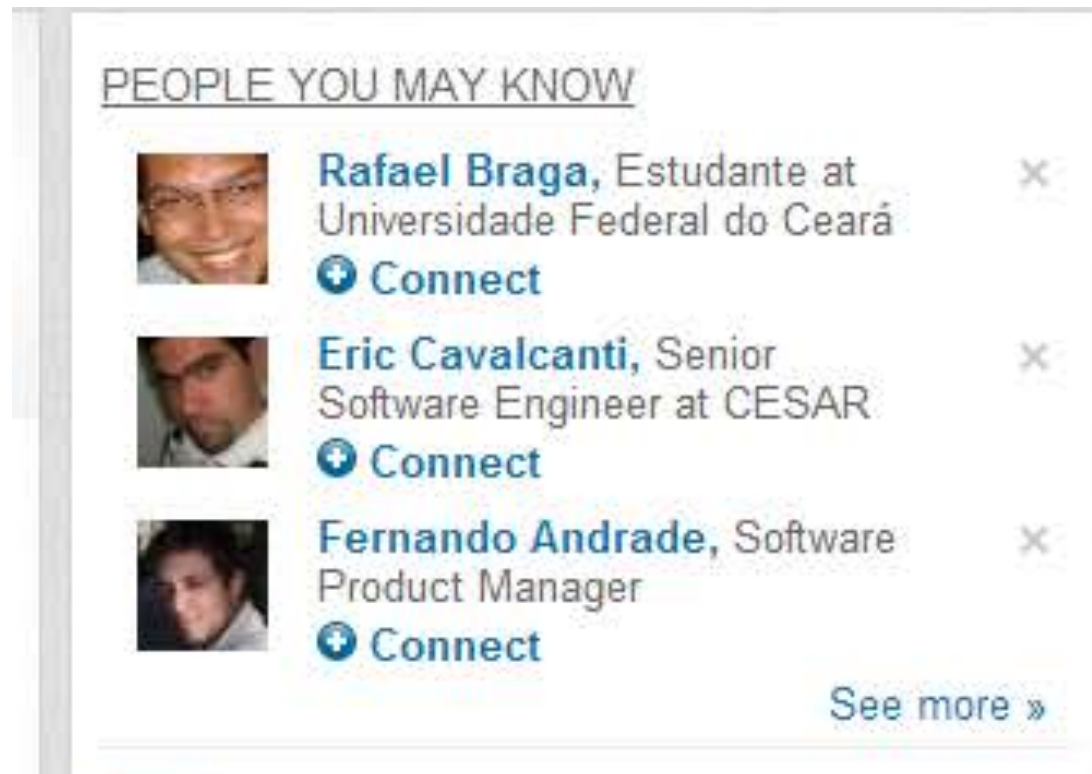 PEOPLE YOU MAY KNOW
Rafael Braga, Estudante at
Universidade Federal do Ceará
Connect
Eric Cavalcanti, Senior
Software Engineer at CESAR
Connect
Fernando Andrade, Software
Product Manager
Connect
See more »